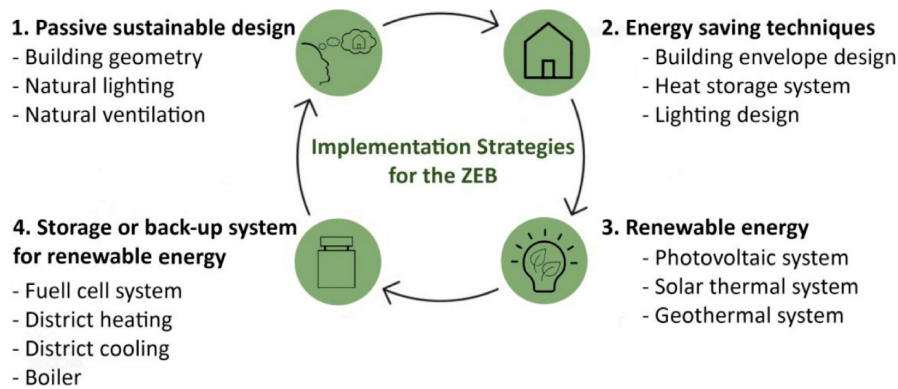 1. Passive sustainable design
- Building geometry
- Natural lighting
- Natural ventilation
2. Energy saving techniques
- Building envelope design
- Heat storage system
- Lighting design
Implementation Strategies
for the ZEB
3. Renewable energy
- Photovoltaic system
- Solar thermal system
- Geothermal system
4. Storage or back-up system
for renewable energy
- Fuell cell system
- District heating
- District cooling
- Boiler